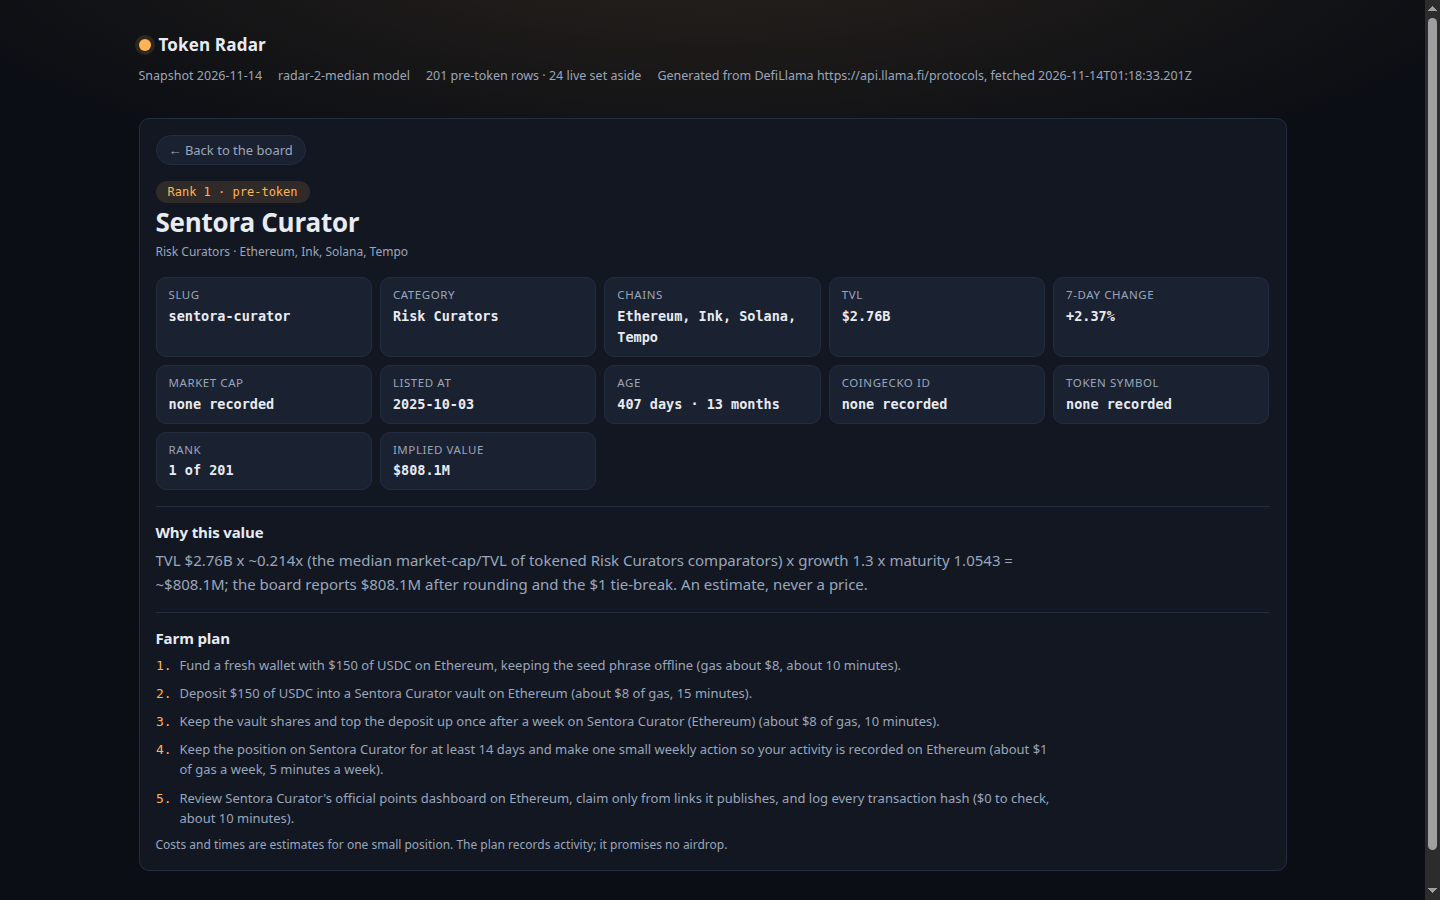 Token Radar
Snapshot 2026-11-14 radar-2-median model 201 pre-token rows · 24 live set aside Generated from DefiLlama https://api.llama.fi/protocols, fetched 2026-11-14T01:18:33.201Z
← Back to the board
Rank 1 · pre-token
Sentora Curator
Risk Curators · Ethereum, Ink, Solana, Tempo
SLUG
sentora-curator
CATEGORY
Risk Curators
CHAINS
Ethereum, Ink, Solana,
Tempo
TVL
$2.76B
7-DAY CHANGE
+2.37%
MARKET CAP
none recorded
LISTED AT
2025-10-03
AGE
407 days · 13 months
COINGECKO ID
none recorded
TOKEN SYMBOL
none recorded
RANK
1 of 201
IMPLIED VALUE
$808.1M
Why this value
TVL $2.76B x ~0.214x (the median market-cap/TVL of tokened Risk Curators comparators) x growth 1.3 x maturity 1.0543 =
~$808.1M; the board reports $808.1M after rounding and the $1 tie-break. An estimate, never a price.
Farm plan
1. Fund a fresh wallet with $150 of USDC on Ethereum, keeping the seed phrase offline (gas about $8, about 10 minutes).
2. Deposit $150 of USDC into a Sentora Curator vault on Ethereum (about $8 of gas, 15 minutes).
3. Keep the vault shares and top the deposit up once after a week on Sentora Curator (Ethereum) (about $8 of gas, 10 minutes).
4. Keep the position on Sentora Curator for at least 14 days and make one small weekly action so your activity is recorded on Ethereum (about $1
of gas a week, 5 minutes a week).
5. Review Sentora Curator's official points dashboard on Ethereum, claim only from links it publishes, and log every transaction hash ($0 to check,
about 10 minutes).
Costs and times are estimates for one small position. The plan records activity; it promises no airdrop.